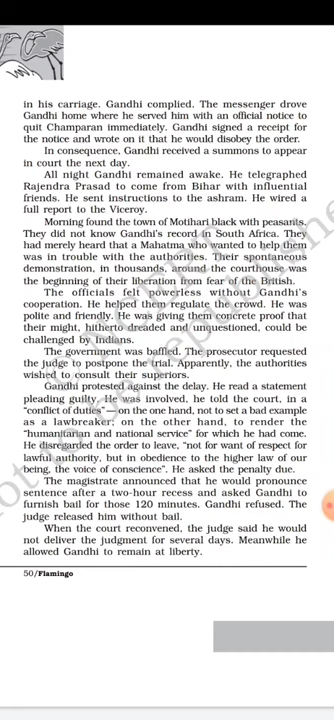 in his carriage. Gandhi complied. The messenger drove
Gandhi home where he served him with an official notice to
quit Champaran immediately. Gandhi signed a receipt for
the notice and wrote on it that he would disobey the order.
In consequence, Gandhi received a summons to appear
in court the next day.
All night Gandhi remained awake. He telegraphed
Rajendra Prasad to come from Bihar with influential
friends. He sent instructions to the ashram. He wired a
full report to the Viceroy.
Morning found the town of Motihari black with peasants.
They did not know Gandhi's record in South Africa. They
had merely heard that a Mahatma who wanted to help them
was in trouble with the authorities. Their spontaneous
demonstration, in thousands, around the courthouse was
the beginning of their liberation from fear of the British.
The officials felt powerless without Gandhi's
cooperation. He helped them regulate the crowd. He was
polite and friendly. He was giving them concrete proof that
their might, hitherto dreaded and unquestioned, could be
challenged by Indians.
The government was baffled. The prosecutor requested
the judge to postpone the trial. Apparently, the authorities
wished to consult their superiors.
Gandhi protested against the delay. He read a statement
pleading guilty. He was involved, he told the court, in a
“conflict of duties”— on the one hand, not to set a bad example
as a lawbreaker; on the other hand, to render the
“humanitarian and national service” for which he had come.
He disregarded the order to leave, “not for want of respect for
lawful authority, but in obedience to the higher law of our
being, the voice of conscience”. He asked the penalty due.
The magistrate announced that he would pronounce
sentence after a two-hour recess and asked Gandhi to
furnish bail for those 120 minutes. Gandhi refused. The
judge released him without bail.
When the court reconvened, the judge said he would
not deliver the judgment for several days. Meanwhile he
allowed Gandhi to remain at liberty.
50/Flamingo